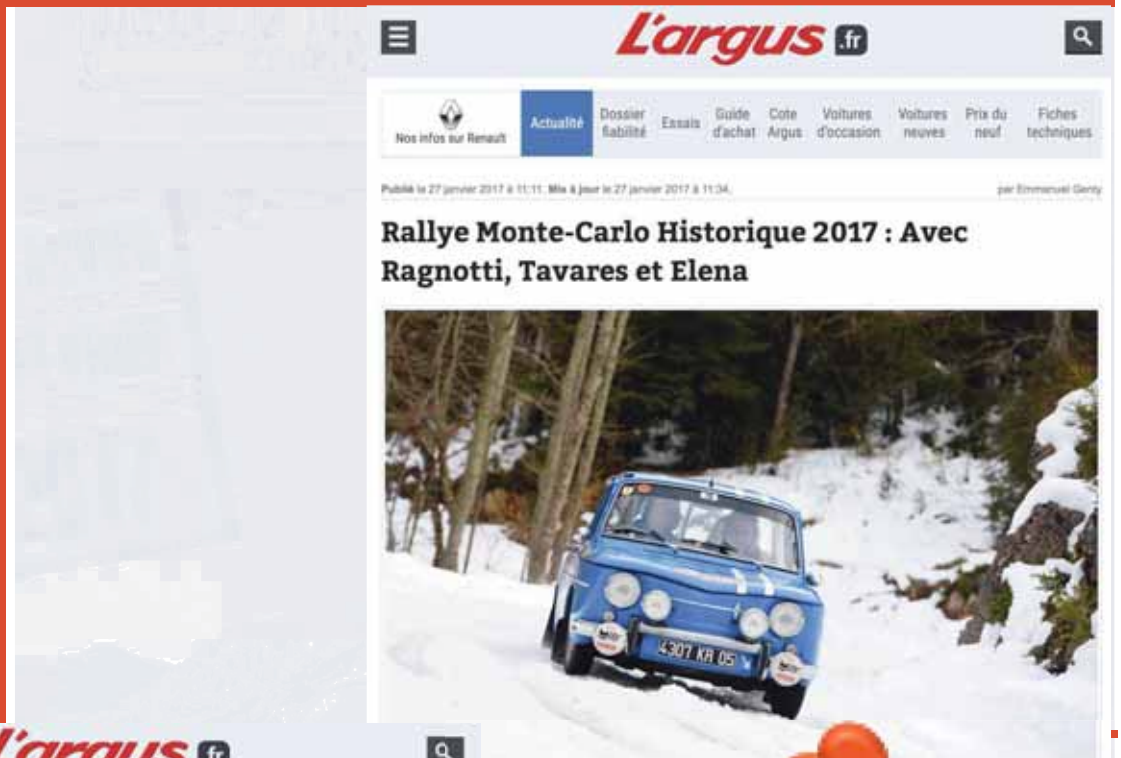 L'argus .fr
Nos infos sur Renault
Actualité
Dossier fiabilité
Essais
Guide d'achat
Cote Argus
Voitures d'occasion
Voitures neuves
Prix du neuf
Fiches techniques
Publié le 27 janvier 2017 à 11:11. Mis à jour le 27 janvier 2017 à 11:34.
par Emmanuel Genty
Rallye Monte-Carlo Historique 2017 : Avec
Ragnotti, Tavares et Elena
4307 KR 05
L'argus .fr